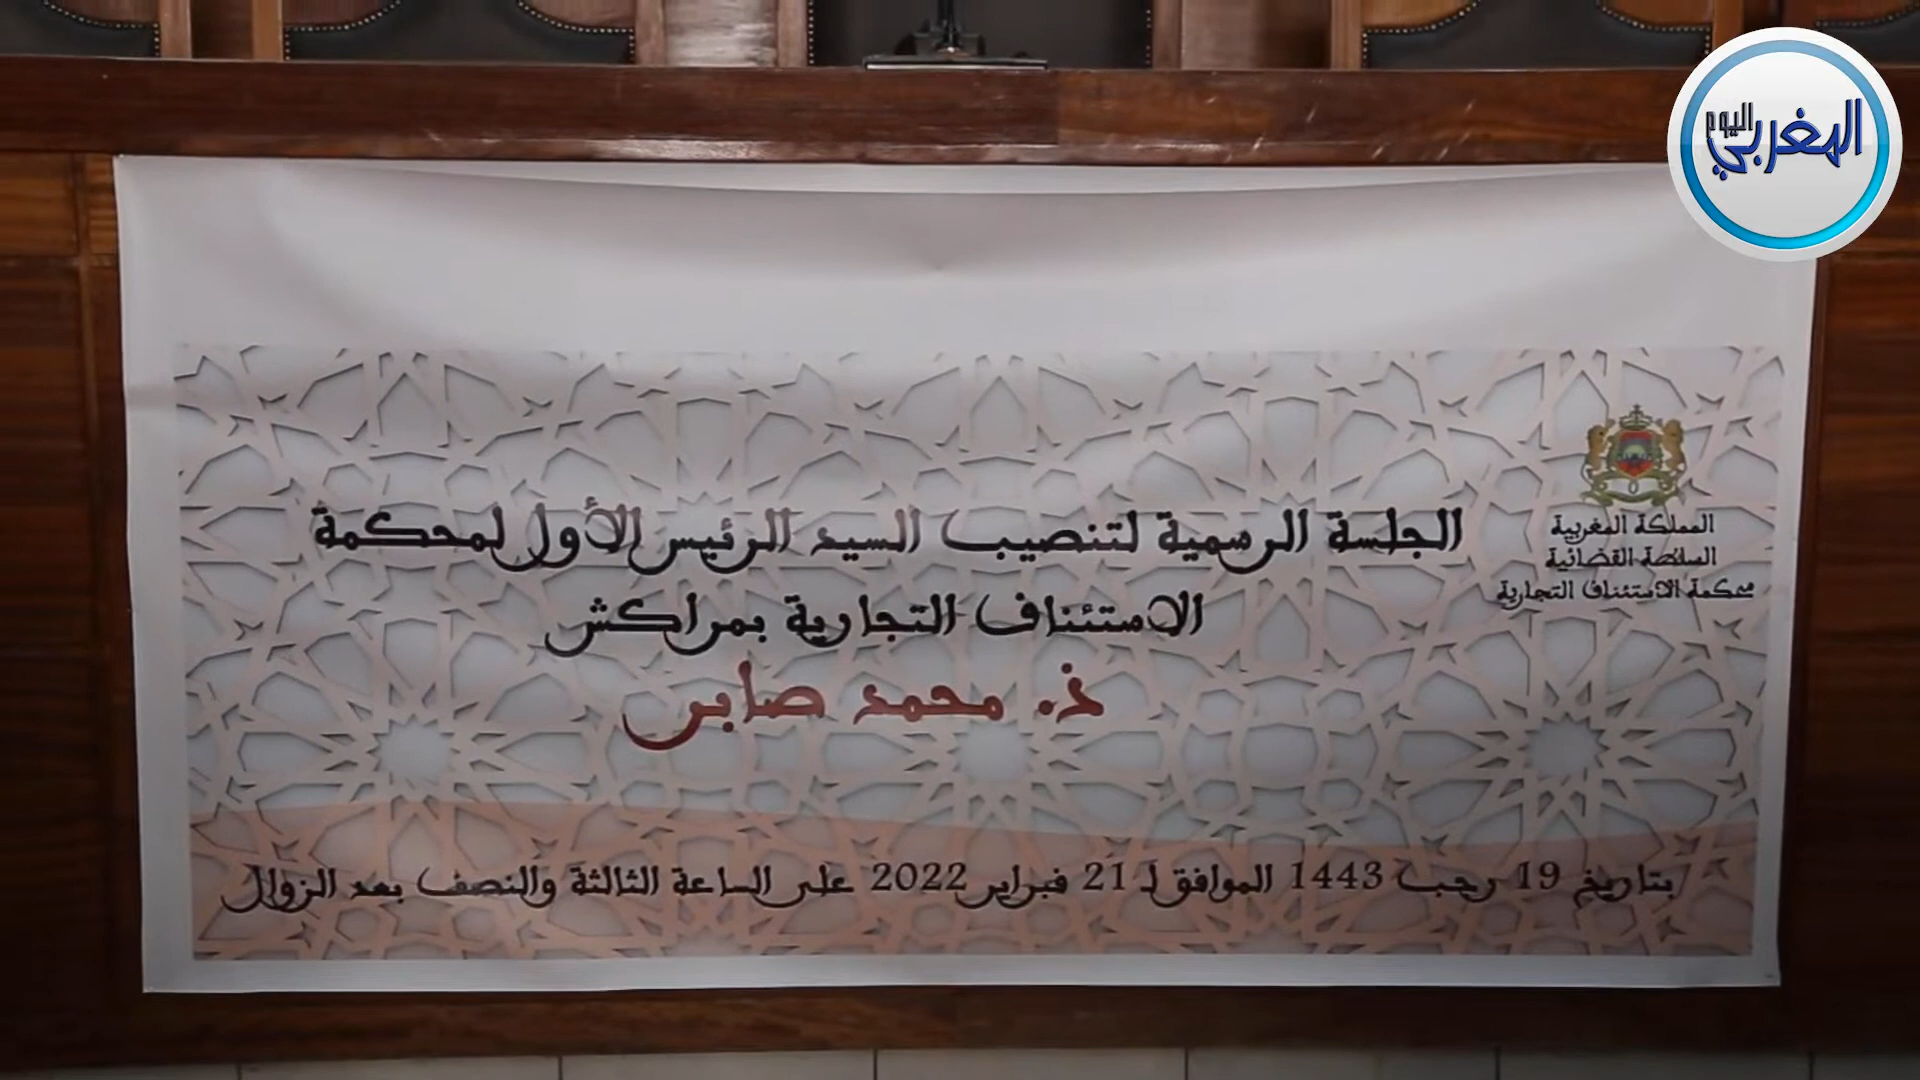 المغربي اليوم
المملكة المغربية
السلطة القضائية
محكمة الاستئناف التجارية
الجلسة الرسمية لتنصيب السيد الرئيس الأول لمحكمة
الاستئناف التجارية بمراكش
ذ. محمد صابر
بتاريخ 19 رجب 1443 الموافق لـ 21 فبراير 2022 على الساعة الثالثة والنصف بعد الزوال